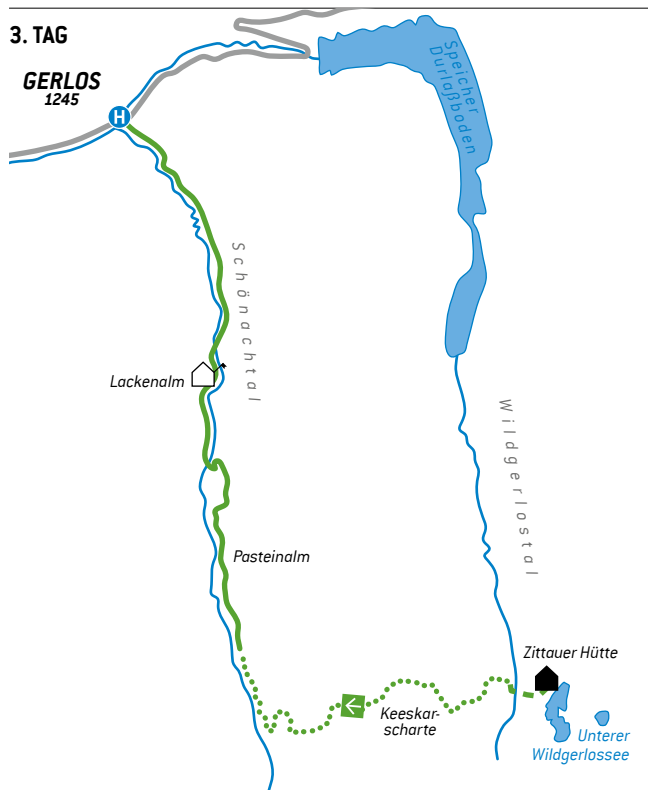 3. TAG
GERLOS
1245
H
Speicher
Durlaßboden
Schönachtal
Lackenalm
Wildgerlostal
Pasteinalm
Zittauer Hütte
Keeskar-
scharte
Unterer
Wildgerlossee